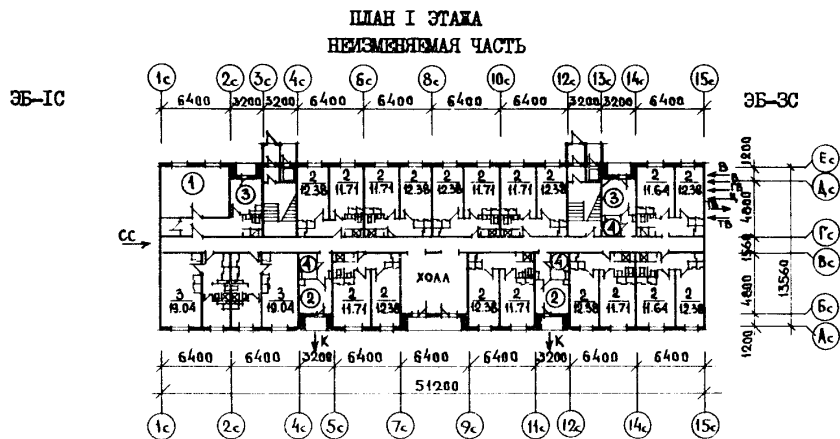 ПЛАН I ЭТАЖА
НЕИЗМЕНЯЕМАЯ ЧАСТЬ
ЭБ-IC
ЭБ-3С
1с 2с 3с 4с 6с 8с 10с 12с 13с 14с 15с
6400 3200 3200 6400 6400 6400 6400 3200 3200 6400
1 3 2 12.38 2 11.71 2 11.71 2 12.38 2 12.38 2 11.71 2 11.71 2 12.38 3 4 2 11.64 2 12.38
В
ТВ
СС
3 19.04 3 19.04 4 2 2 11.71 2 12.38 ХОЛЛ 2 12.38 2 11.71 4 2 2 12.38 2 11.71 2 11.64 2 12.38
К К
1200 4800 1560 4800 1200
13560
Ес
Дс
Гс
Вс
Бс
Ас
6400 6400 3200 6400 6400 6400 3200 6400 6400
51200
1с 2с 4с 5с 7с 9с 11с 12с 14с 15с